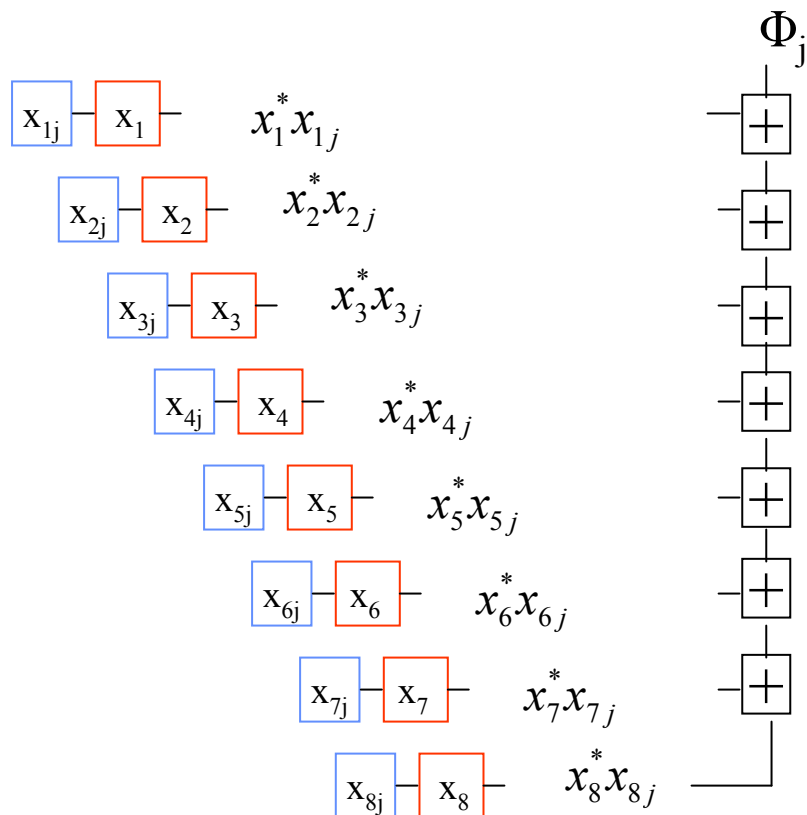 Φⱼ
x₁ⱼ x₁ x₁*x₁ⱼ +
x₂ⱼ x₂ x₂*x₂ⱼ +
x₃ⱼ x₃ x₃*x₃ⱼ +
x₄ⱼ x₄ x₄*x₄ⱼ +
x₅ⱼ x₅ x₅*x₅ⱼ +
x₆ⱼ x₆ x₆*x₆ⱼ +
x₇ⱼ x₇ x₇*x₇ⱼ +
x₈ⱼ x₈ x₈*x₈ⱼ